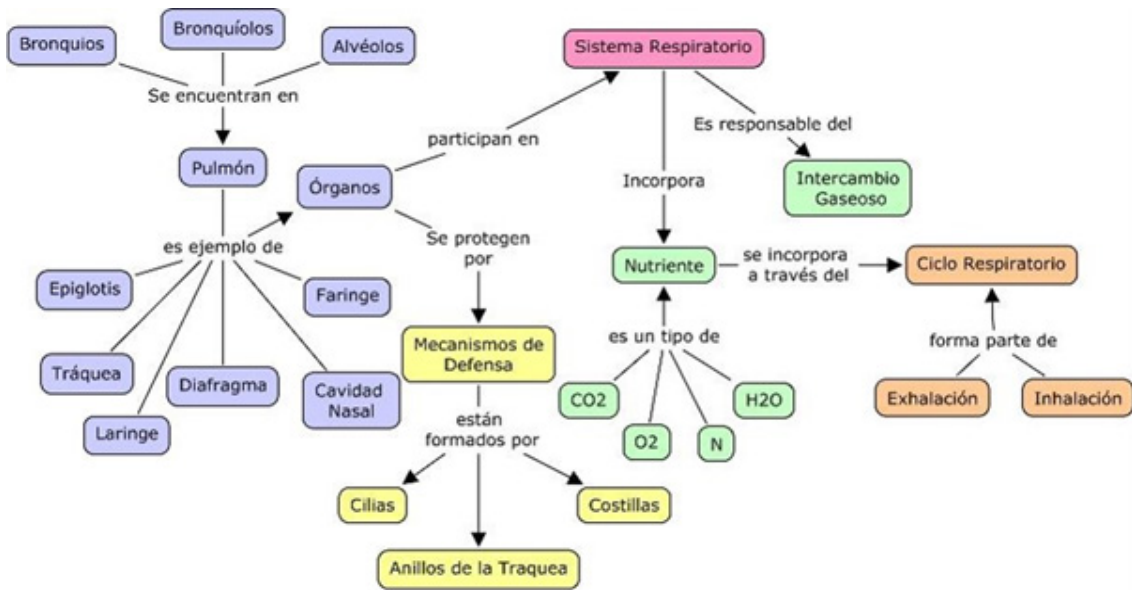 Bronquios
Bronquíolos
Alvéolos
Se encuentran en
Pulmón
es ejemplo de
Epiglotis
Tráquea
Laringe
Diafragma
Cavidad
Nasal
Faringe
Órganos
participan en
Sistema Respiratorio
Es responsable del
Intercambio
Gaseoso
Incorpora
Nutriente
se incorpora
a través del
Ciclo Respiratorio
forma parte de
Exhalación
Inhalación
es un tipo de
CO2
O2
N
H2O
Se protegen
por
Mecanismos de
Defensa
están
formados por
Cilias
Anillos de la Traquea
Costillas